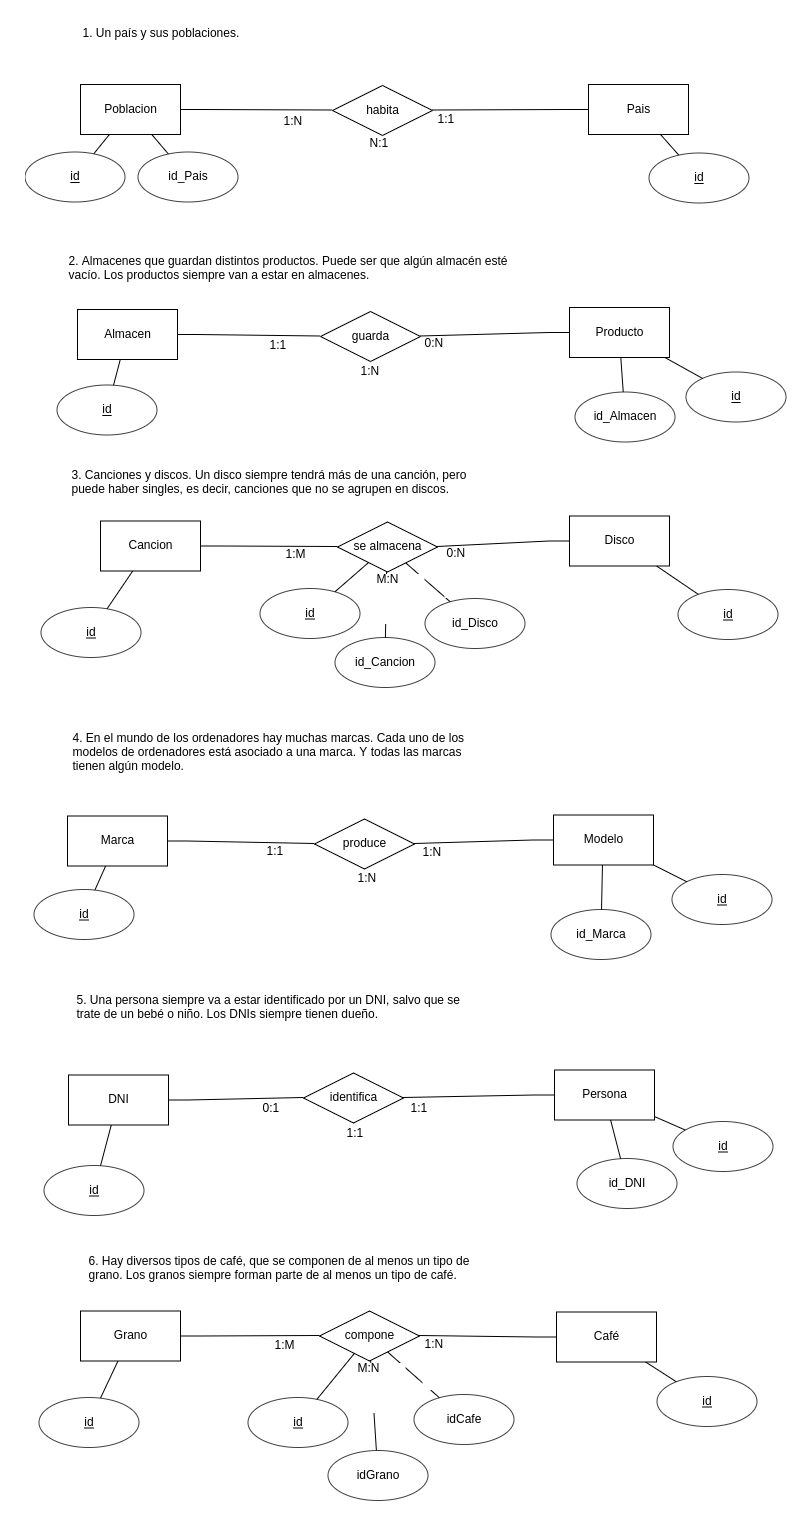 1. Un país y sus poblaciones.
Poblacion
habita
Pais
1:N
1:1
N:1
id
id_Pais
id
2. Almacenes que guardan distintos productos. Puede ser que algún almacén esté
vacío. Los productos siempre van a estar en almacenes.
Almacen
guarda
Producto
1:1
0:N
1:N
id
id_Almacen
id
3. Canciones y discos. Un disco siempre tendrá más de una canción, pero
puede haber singles, es decir, canciones que no se agrupen en discos.
Cancion
se almacena
Disco
1:M
0:N
M:N
id
id
id_Cancion
id_Disco
id
4. En el mundo de los ordenadores hay muchas marcas. Cada uno de los
modelos de ordenadores está asociado a una marca. Y todas las marcas
tienen algún modelo.
Marca
produce
Modelo
1:1
1:N
1:N
id
id_Marca
id
5. Una persona siempre va a estar identificado por un DNI, salvo que se
trate de un bebé o niño. Los DNIs siempre tienen dueño.
DNI
identifica
Persona
0:1
1:1
1:1
id
id_DNI
id
6. Hay diversos tipos de café, que se componen de al menos un tipo de
grano. Los granos siempre forman parte de al menos un tipo de café.
Grano
compone
Café
1:M
1:N
M:N
id
id
idGrano
idCafe
id